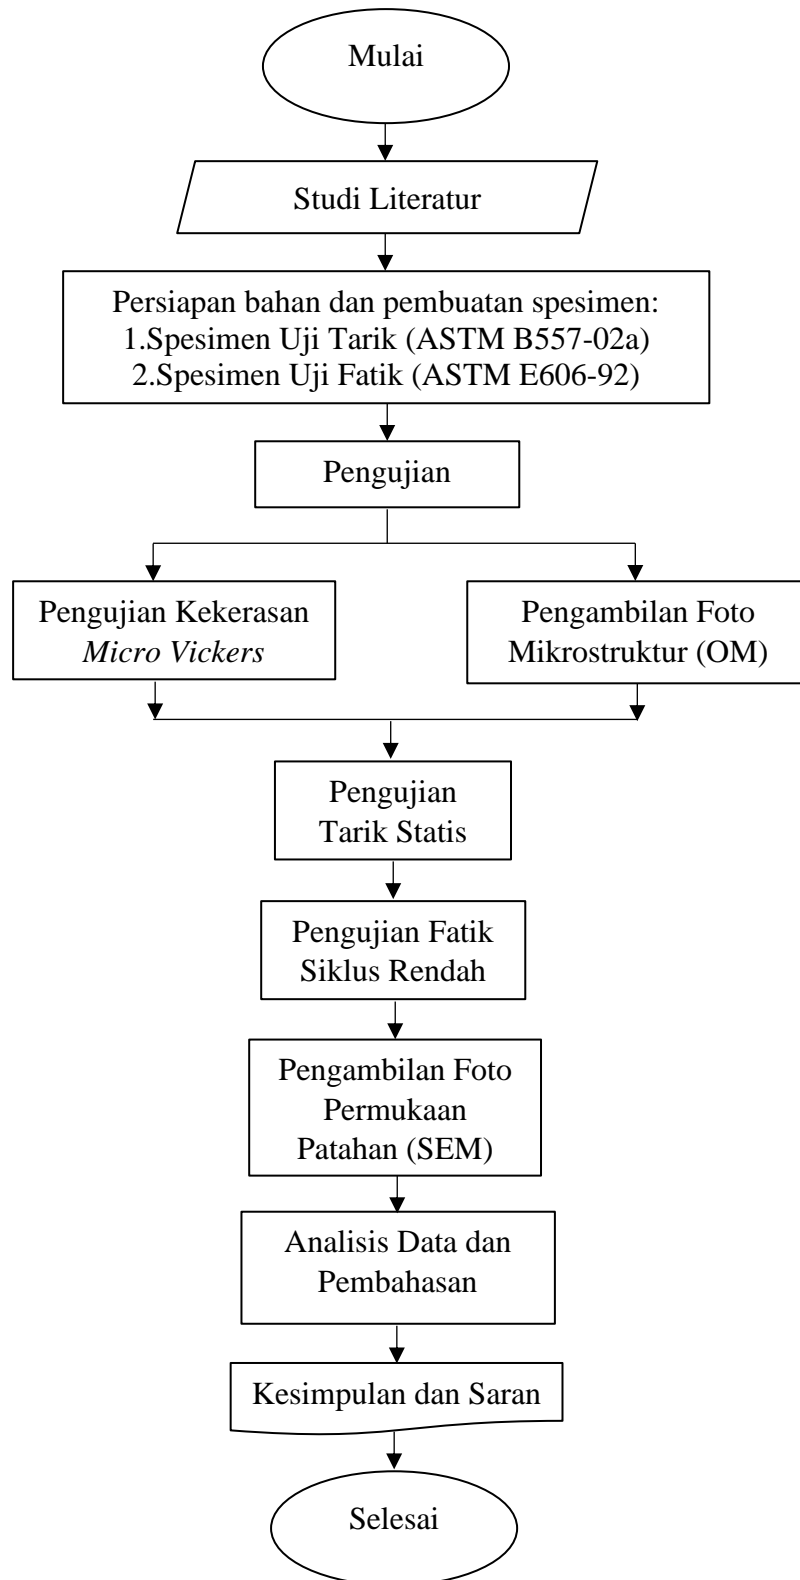 Mulai
Studi Literatur
Persiapan bahan dan pembuatan spesimen:
1.Spesimen Uji Tarik (ASTM B557-02a)
2.Spesimen Uji Fatik (ASTM E606-92)
Pengujian
Pengujian Kekerasan
Micro Vickers
Pengambilan Foto
Mikrostruktur (OM)
Pengujian
Tarik Statis
Pengujian Fatik
Siklus Rendah
Pengambilan Foto
Permukaan
Patahan (SEM)
Analisis Data dan
Pembahasan
Kesimpulan dan Saran
Selesai